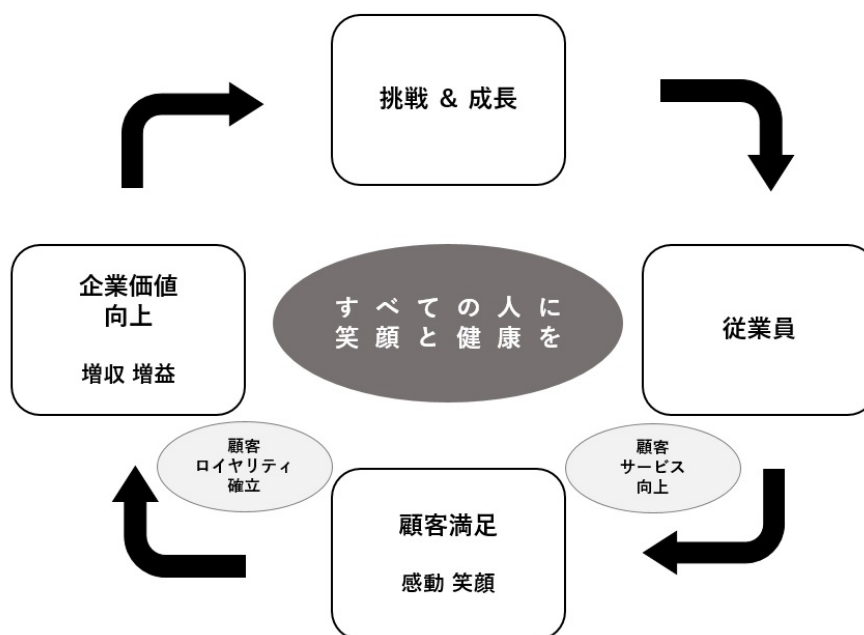 挑戦 & 成長
企業価値
向上
増収 増益
すべての人に
笑顔と健康を
従業員
顧客
ロイヤリティ
確立
顧客
サービス
向上
顧客満足
感動 笑顔